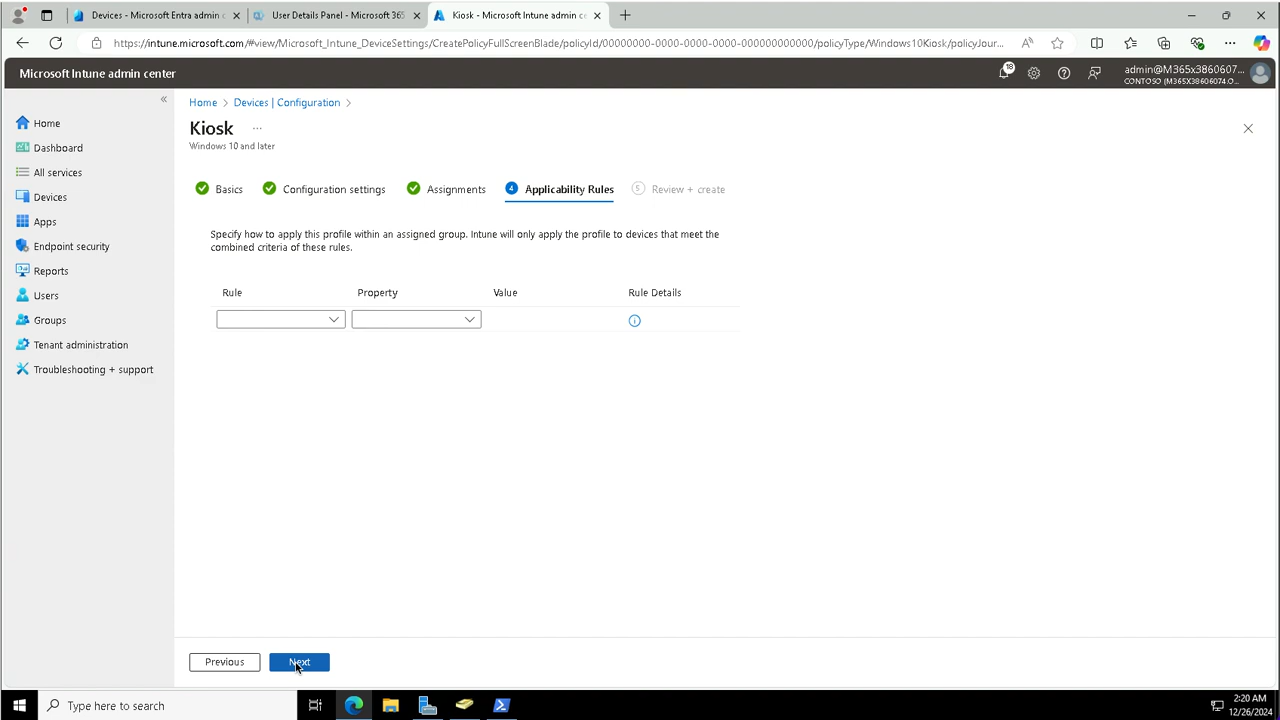 Devices - Microsoft Entra admin c
User Details Panel - Microsoft 365
Kiosk - Microsoft Intune admin ce
https://intune.microsoft.com/#view/Microsoft_Intune_DeviceSettings/CreatePolicyFullScreenBlade/policyId/00000000-0000-0000-0000-000000000000/policyType/Windows10Kiosk/policyJour...
Microsoft Intune admin center
18
admin@M365x3860607...
CONTOSO (M365X38606074.O...
Home
Dashboard
All services
Devices
Apps
Endpoint security
Reports
Users
Groups
Tenant administration
Troubleshooting + support
Home > Devices | Configuration >
Kiosk ...
Windows 10 and later
Basics
Configuration settings
Assignments
4 Applicability Rules
5 Review + create
Specify how to apply this profile within an assigned group. Intune will only apply the profile to devices that meet the
combined criteria of these rules.
Rule Property Value Rule Details
Previous
Next
Type here to search
2:20 AM
12/26/2024